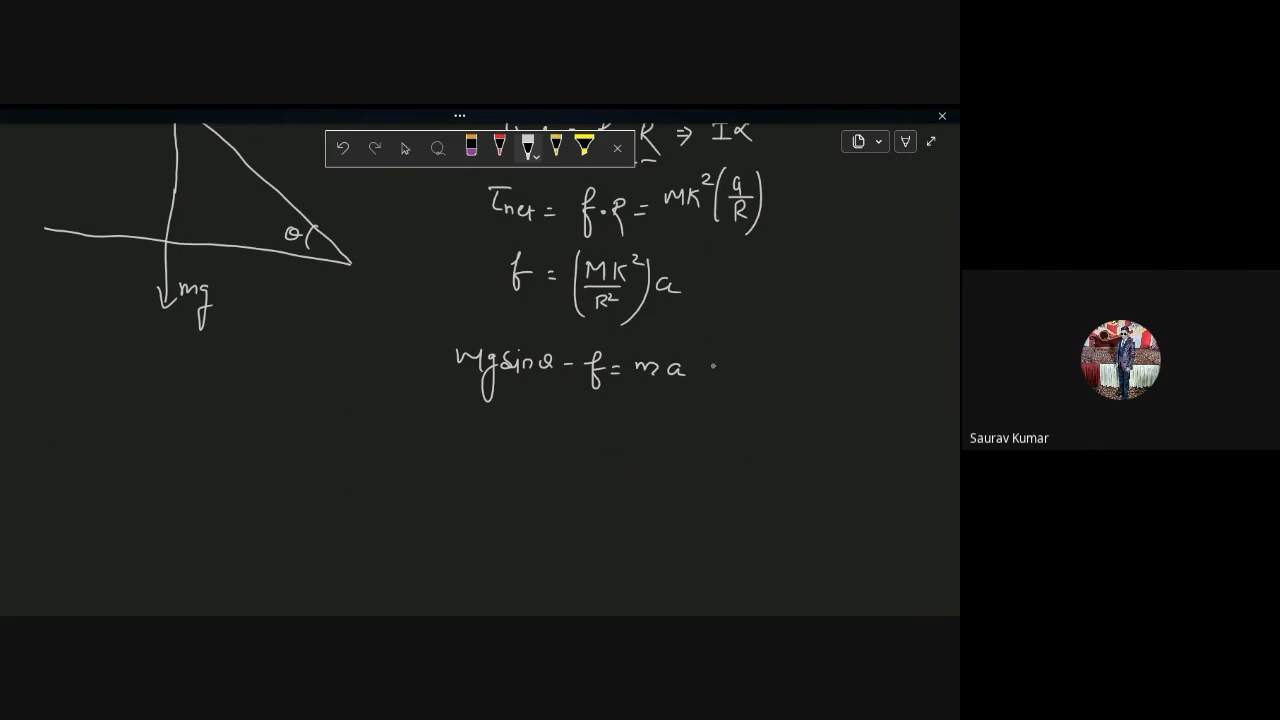 R ⇒ Iα
τnet = f·R = MK²(a/R)
θ
f = (MK²/R²)a
mg
Mgsinθ - f = ma
Saurav Kumar